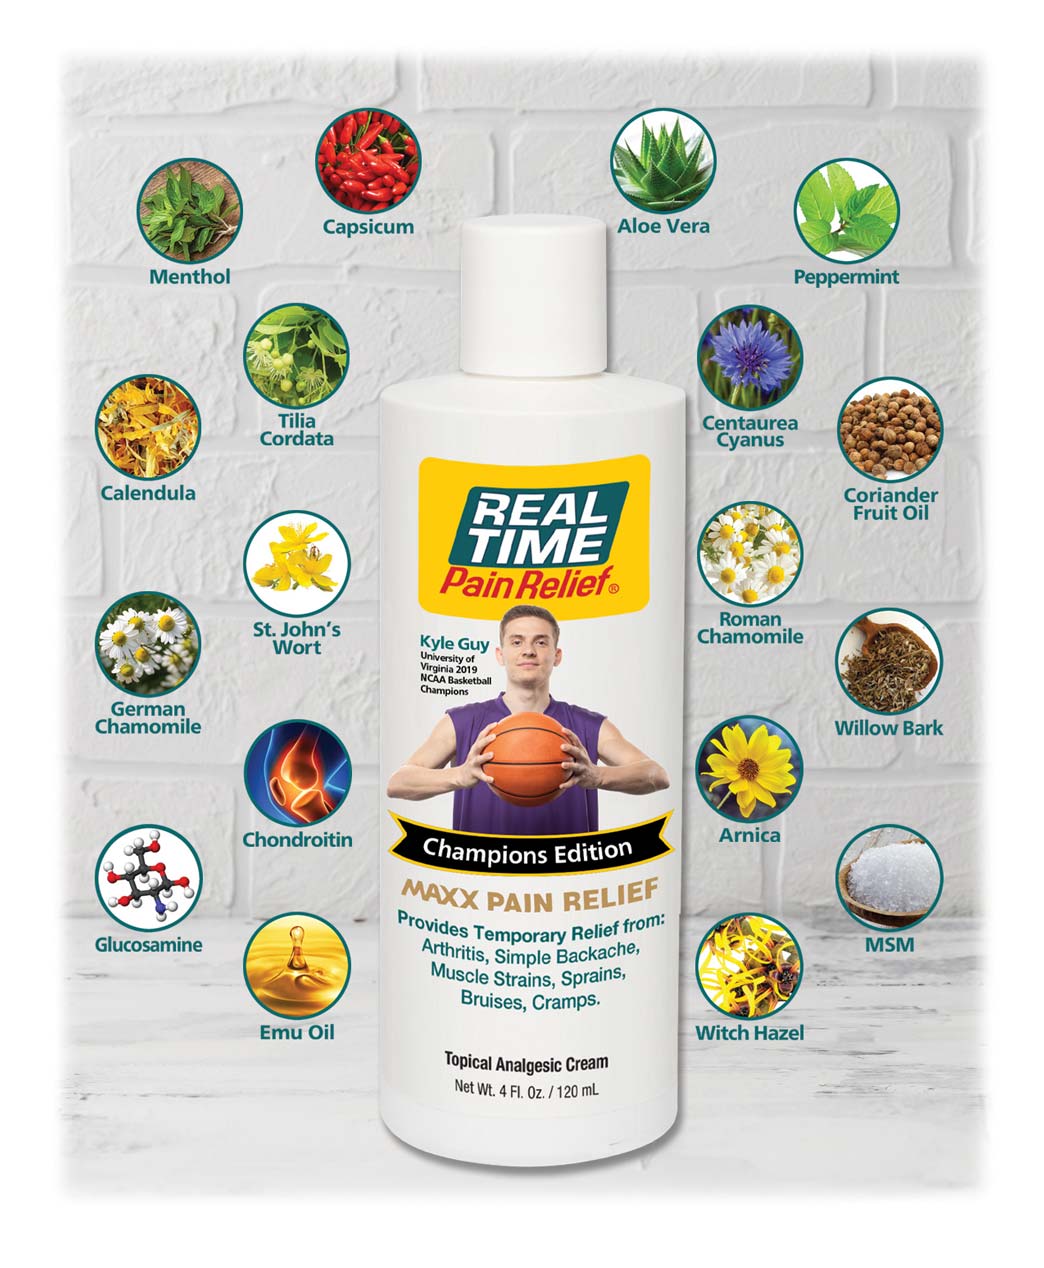 Capsicum
Aloe Vera
Menthol
Peppermint
Tilia
Cordata
Centaurea
Cyanus
Calendula
Coriander
Fruit Oil
REAL
TIME
Pain Relief®
St. John's
Wort
Roman
Chamomile
Kyle Guy
University of
Virginia 2019
NCAA Basketball
Champions
German
Chamomile
Willow Bark
Chondroitin
Arnica
Champions Edition
MAXX PAIN RELIEF
Provides Temporary Relief from:
Arthritis, Simple Backache,
Muscle Strains, Sprains,
Bruises, Cramps.
Glucosamine
MSM
Emu Oil
Witch Hazel
Topical Analgesic Cream
Net Wt. 4 Fl. Oz. / 120 mL